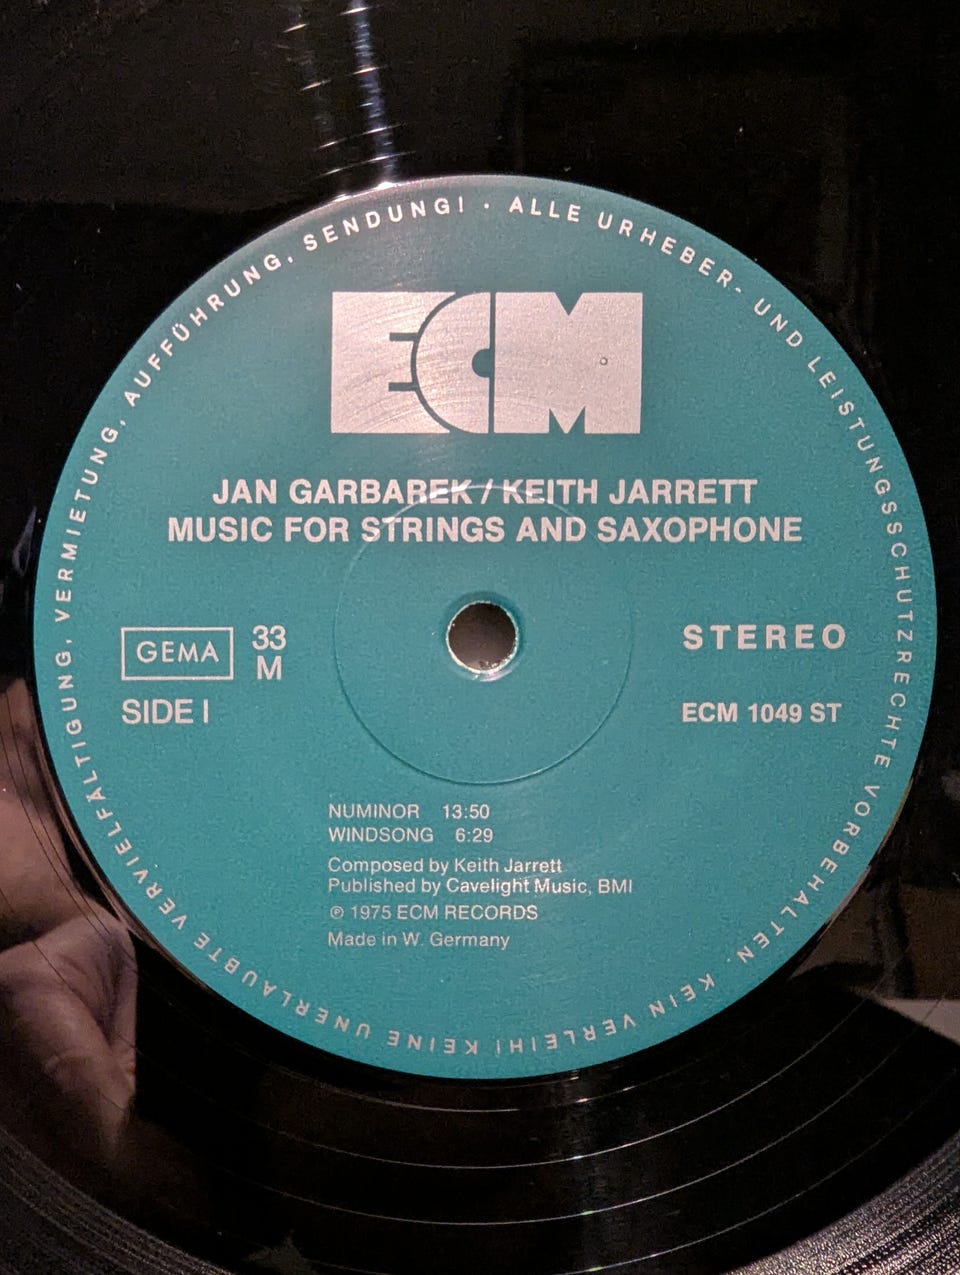 ECM
JAN GARBAREK / KEITH JARRETT
MUSIC FOR STRINGS AND SAXOPHONE
GEMA
33
M
STEREO
SIDE I
ECM 1049 ST
NUMINOR 13:50
WINDSONG 6:29
Composed by Keith Jarrett
Published by Cavelight Music, BMI
℗ 1975 ECM RECORDS
Made in W. Germany
ALLE URHEBER- UND LEISTUNGSSCHUTZRECHTE VORBEHALTEN. KEIN VERLEIH! KEINE UNERLAUBTE VERVIELFÄLTIGUNG, VERMIETUNG, AUFFÜHRUNG, SENDUNG! ·